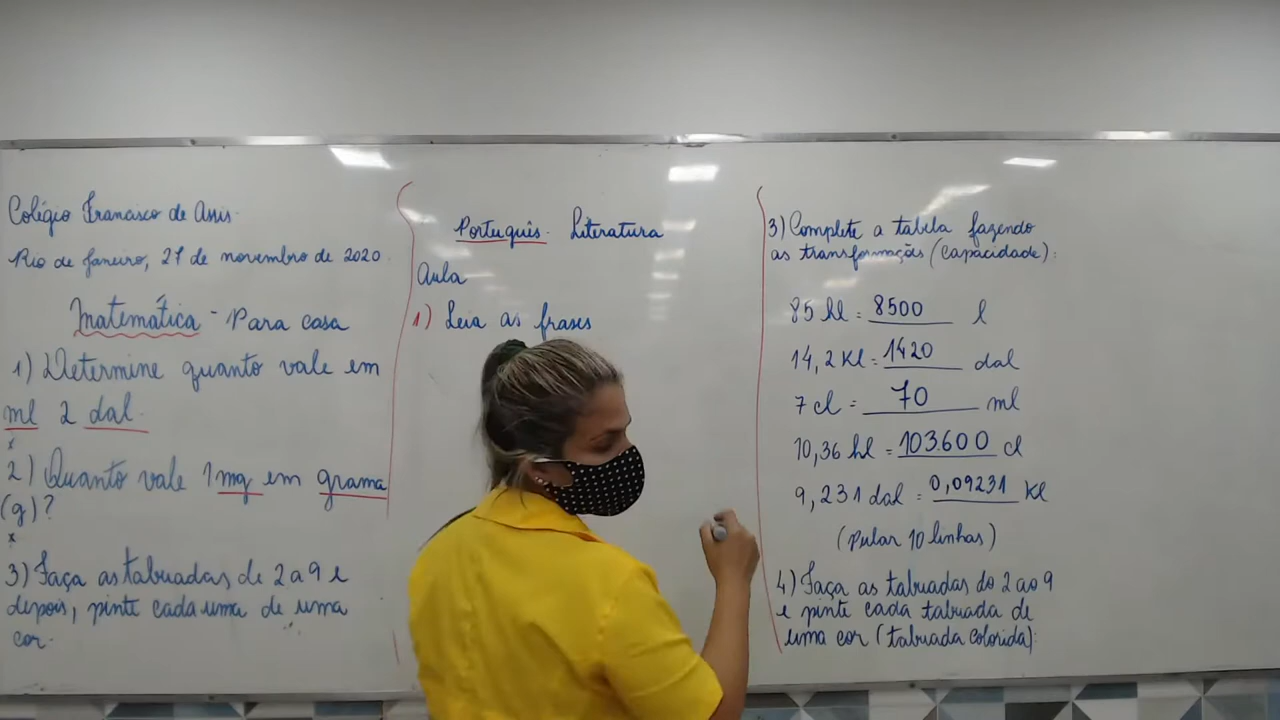 Colégio Francisco de Assis.
Rio de Janeiro, 27 de novembro de 2020.
Matemática - Para casa
1) Determine quanto vale em
ml 2 dal.
x
2) Quanto vale 1mg em grama
(g)?
x
3) Faça as tabuadas de 2 a 9 e
depois, pinte cada uma de uma
cor.
Português. Literatura
Aula
1) Leia as frases
3) Complete a tabela fazendo
as transformações (capacidade):
85 hl = 8500 l
14,2 Kl = 1420 dal
7 cl = 70 ml
10,36 hl = 103.600 cl
9,231 dal = 0,09231 Kl
(Pular 10 linhas)
4) Faça as tabuadas do 2 ao 9
e pinte cada tabuada de
uma cor (tabuada colorida):